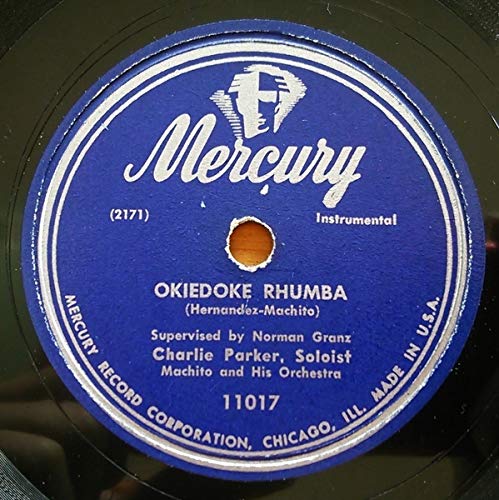 Mercury
(2171)
Instrumental
OKIEDOKE RHUMBA
(Hernandez-Machito)
Supervised by Norman Granz
Charlie Parker, Soloist
Machito and His Orchestra
11017
MERCURY RECORD CORPORATION, CHICAGO, ILL. MADE IN U.S.A.